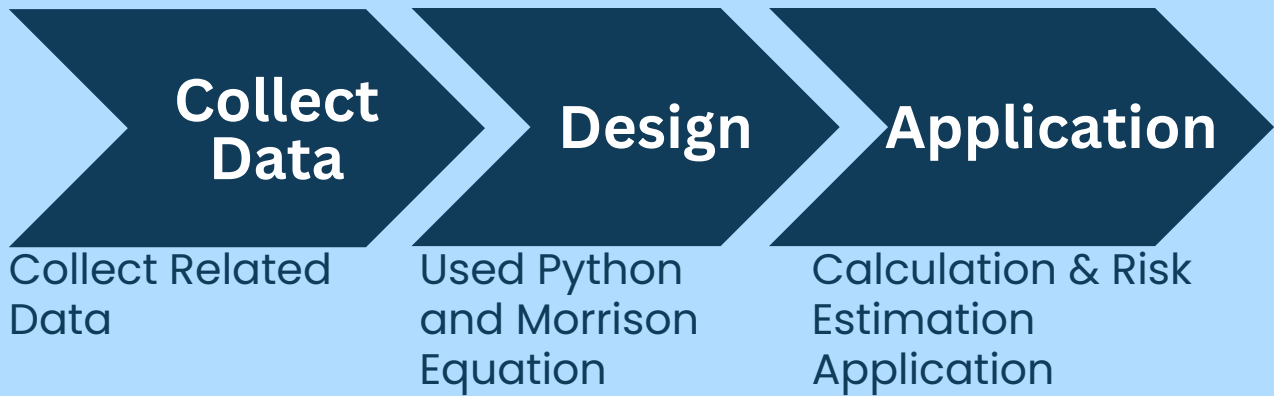 Collect
Data
Design
Application
Collect Related
Data
Used Python
and Morrison
Equation
Calculation & Risk
Estimation
Application